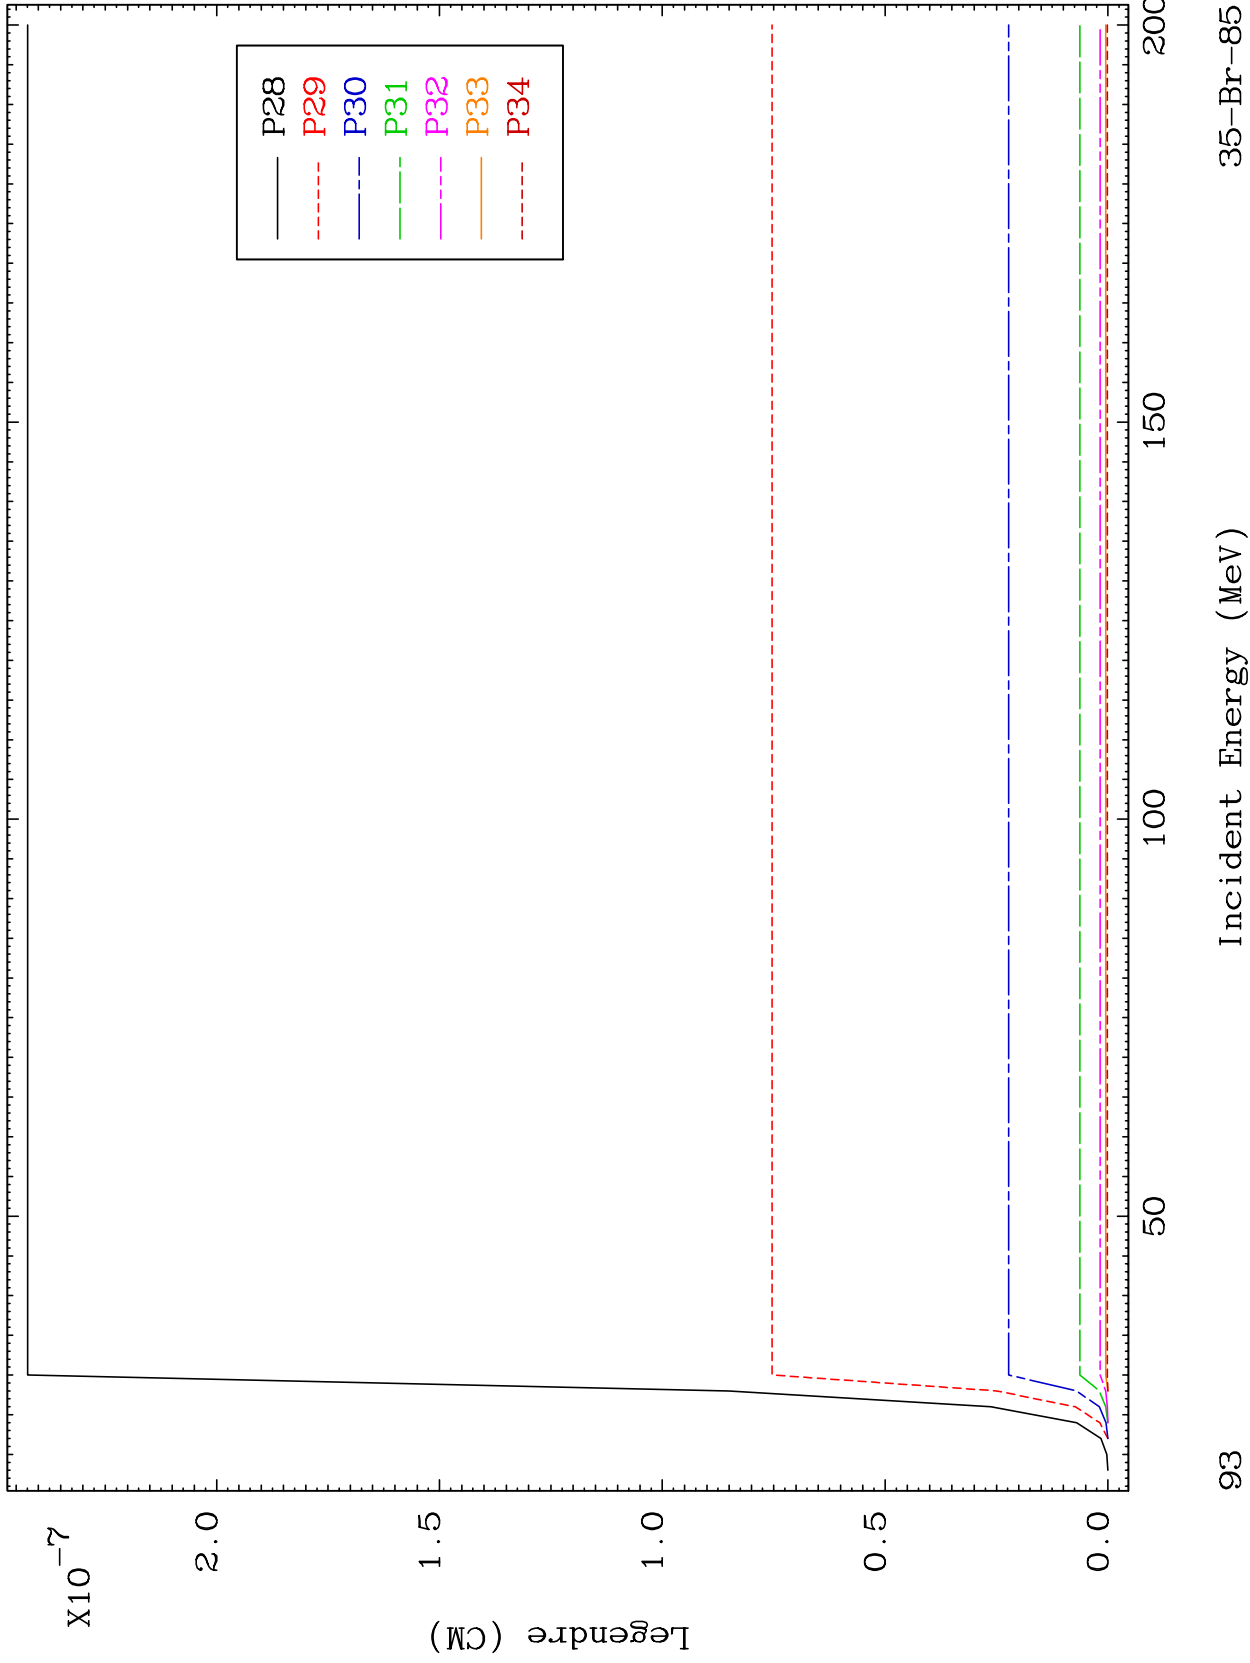 X10-7
2.0
1.5
1.0
0.5
0.0
Legendre (CM)
P28
P29
P30
P31
P32
P33
P34
50
100
150
200
Incident Energy (MeV)
93
35-Br-85